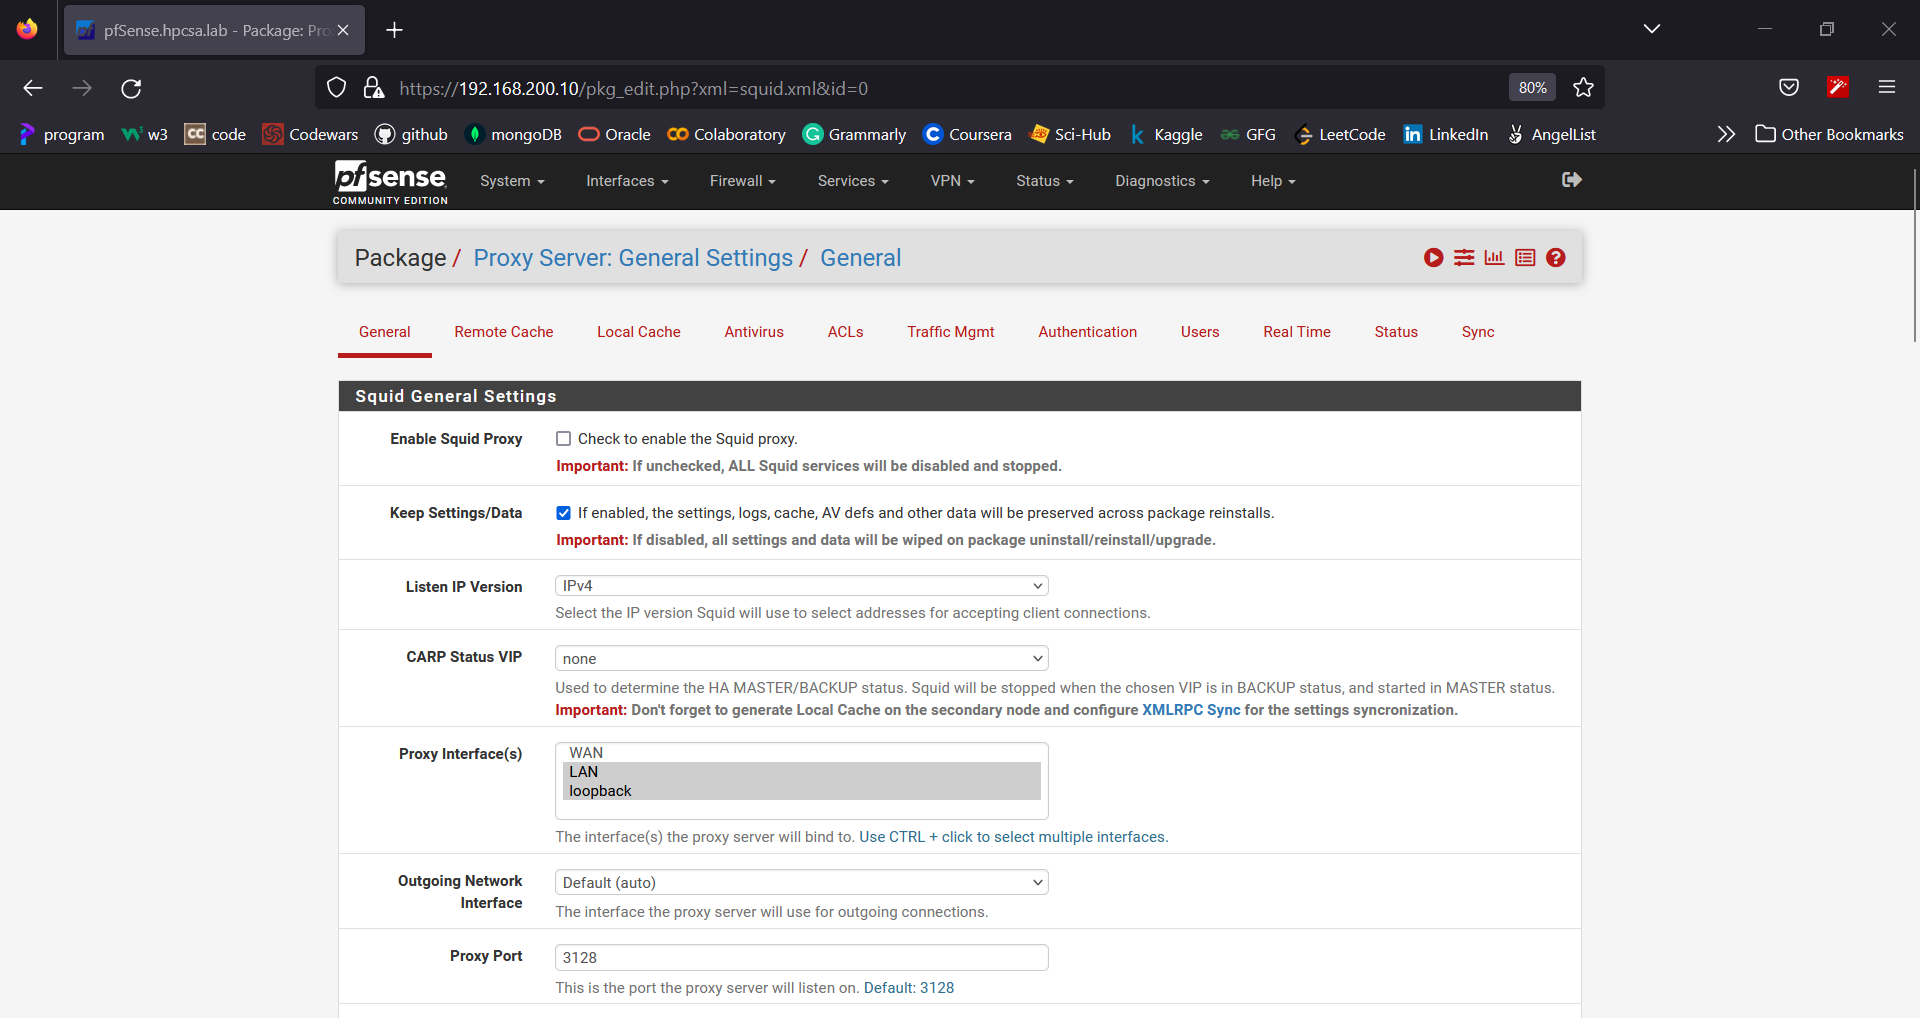 pfSense.hpcsa.lab - Package: Pro
https://192.168.200.10/pkg_edit.php?xml=squid.xml&id=0
80%
program
w3
code
Codewars
github
mongoDB
Oracle
Colaboratory
Grammarly
Coursera
Sci-Hub
Kaggle
GFG
LeetCode
LinkedIn
AngelList
Other Bookmarks
pfsense
COMMUNITY EDITION
System
Interfaces
Firewall
Services
VPN
Status
Diagnostics
Help
Package / Proxy Server: General Settings / General
General
Remote Cache
Local Cache
Antivirus
ACLs
Traffic Mgmt
Authentication
Users
Real Time
Status
Sync
Squid General Settings
Enable Squid Proxy
Check to enable the Squid proxy.
Important: If unchecked, ALL Squid services will be disabled and stopped.
Keep Settings/Data
If enabled, the settings, logs, cache, AV defs and other data will be preserved across package reinstalls.
Important: If disabled, all settings and data will be wiped on package uninstall/reinstall/upgrade.
Listen IP Version
IPv4
Select the IP version Squid will use to select addresses for accepting client connections.
CARP Status VIP
none
Used to determine the HA MASTER/BACKUP status. Squid will be stopped when the chosen VIP is in BACKUP status, and started in MASTER status.
Important: Don't forget to generate Local Cache on the secondary node and configure XMLRPC Sync for the settings syncronization.
Proxy Interface(s)
WAN
LAN
loopback
The interface(s) the proxy server will bind to. Use CTRL + click to select multiple interfaces.
Outgoing Network
Interface
Default (auto)
The interface the proxy server will use for outgoing connections.
Proxy Port
3128
This is the port the proxy server will listen on. Default: 3128